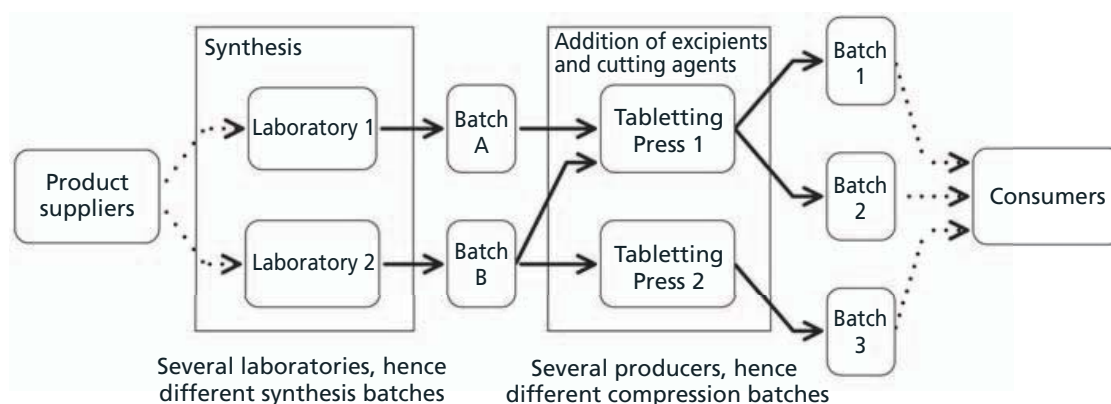 Synthesis
Addition of excipients
and cutting agents
Batch
1
Laboratory 1
Batch
A
Tabletting
Press 1
Product
suppliers
Batch
2
Consumers
Laboratory 2
Batch
B
Tabletting
Press 2
Batch
3
Several laboratories, hence
different synthesis batches
Several producers, hence
different compression batches